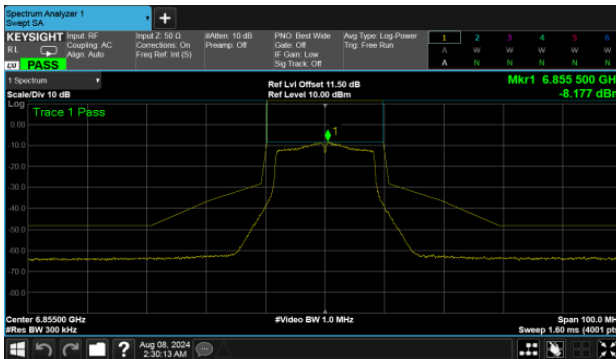 Spectrum Analyzer 1
Swept SA
+
KEYSIGHT
RL
LXI PASS
Input: RF
Coupling: AC
Align: Auto
Input Z: 50 Ω
Corrections: On
Freq Ref: Int (S)
#Atten: 10 dB
Preamp: Off
PNO: Best Wide
Gate: Off
IF Gain: Low
Sig Track: Off
Avg Type: Log-Power
Trig: Free Run
1 2 3 4 5 6
A W W W W W
A N N N N N
1 Spectrum
Scale/Div 10 dB
Ref Lvl Offset 11.50 dB
Ref Level 10.00 dBm
Mkr1 6.855 500 GH
-8.177 dBr
Log
Trace 1 Pass
1
0.00
-10.0
-20.0
-30.0
-40.0
-50.0
-60.0
-70.0
-80.0
Center 6.85500 GHz
#Res BW 300 kHz
#Video BW 1.0 MHz
Span 100.0 MH
Sweep 1.60 ms (4001 pt
?
Aug 08, 2024
2:30:13 AM